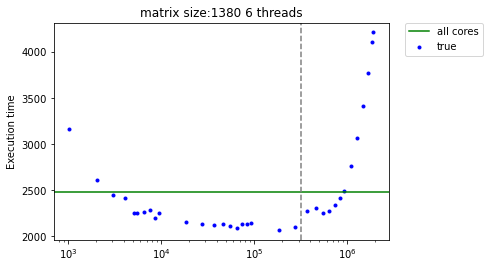 matrix size:1380 6 threads
4000
3500
3000
2500
2000
Execution time
10³
10⁴
10⁵
10⁶
all cores
true